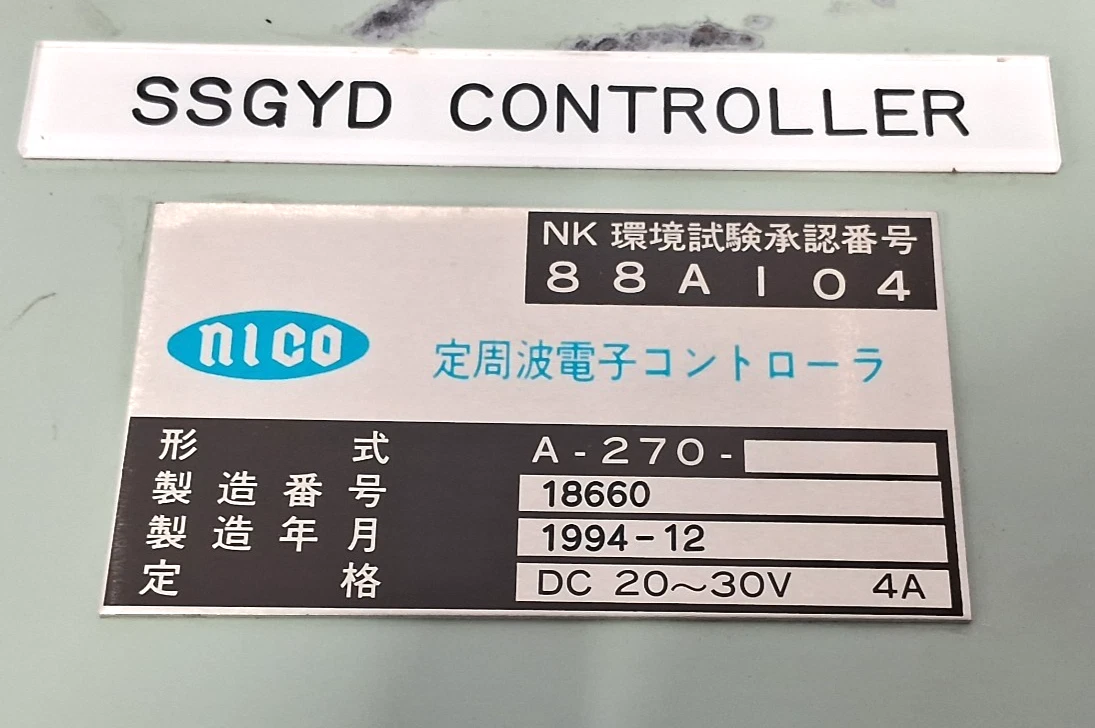 SSGYD CONTROLLER
NK 環境試験承認番号
88A104
nico
定周波電子コントローラ
形式 A-270-
製造番号 18660
製造年月 1994-12
定格 DC 20~30V 4A